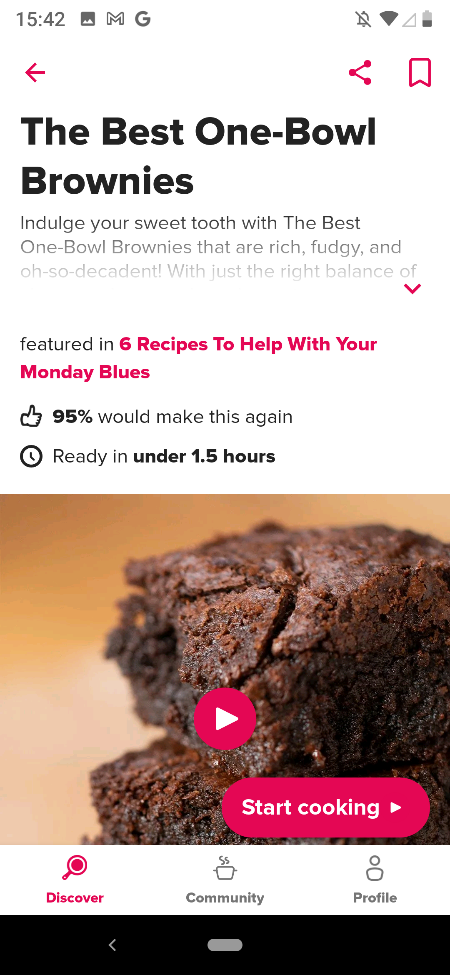 15:42
The Best One-Bowl
Brownies
Indulge your sweet tooth with The Best
One-Bowl Brownies that are rich, fudgy, and
oh-so-decadent! With just the right balance of
featured in 6 Recipes To Help With Your
Monday Blues
95% would make this again
Ready in under 1.5 hours
Start cooking
Discover
Community
Profile